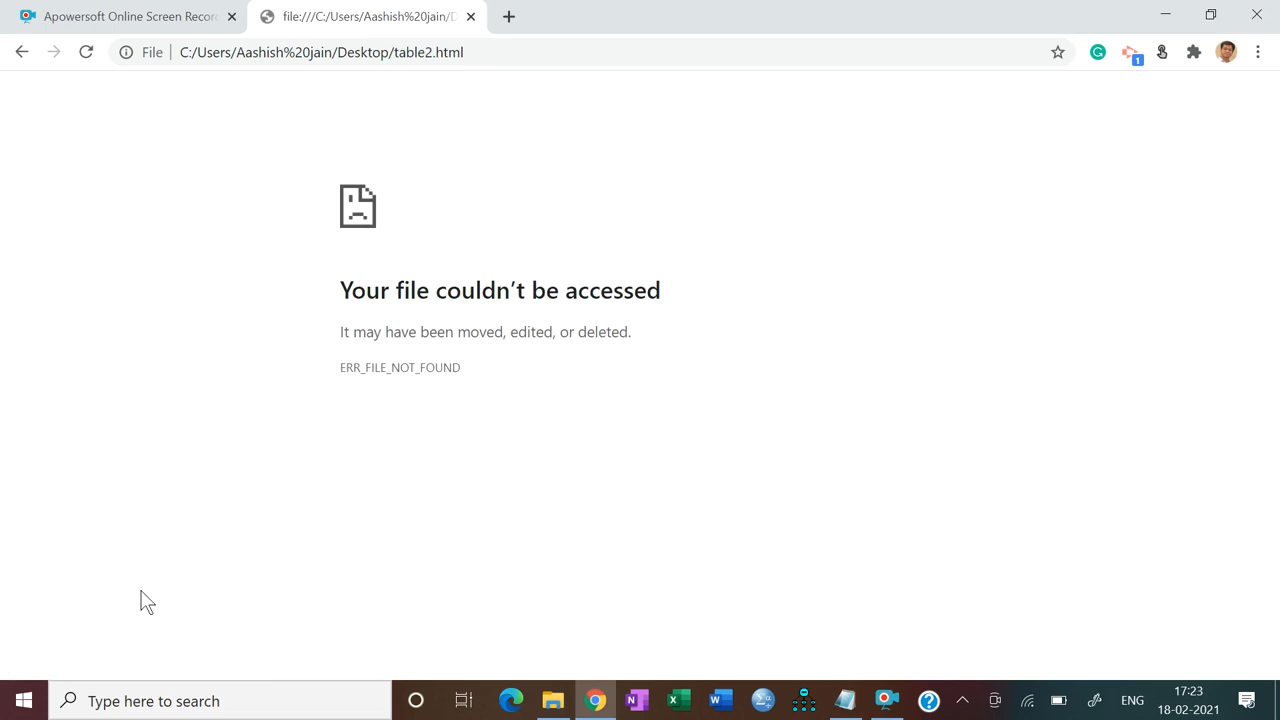 Apowersoft Online Screen Recor
file:///C:/Users/Aashish%20jain/D
File
C:/Users/Aashish%20jain/Desktop/table2.html
1
Your file couldn’t be accessed
It may have been moved, edited, or deleted.
ERR_FILE_NOT_FOUND
Type here to search
ENG
17:23
18-02-2021